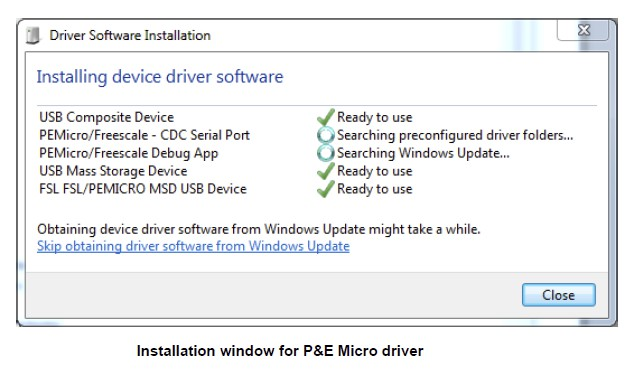 Driver Software Installation
Installing device driver software
USB Composite Device Ready to use
PEMicro/Freescale - CDC Serial Port Searching preconfigured driver folders...
PEMicro/Freescale Debug App Searching Windows Update...
USB Mass Storage Device Ready to use
FSL FSL/PEMICRO MSD USB Device Ready to use
Obtaining device driver software from Windows Update might take a while.
Skip obtaining driver software from Windows Update
Close
Installation window for P&E Micro driver